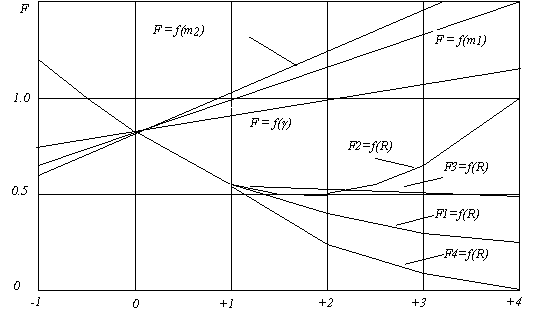 F
F = f(m2)
F = f(m1)
1.0
F = f(γ)
F2=f(R)
F3=f(R)
0.5
F1=f(R)
F4=f(R)
0
-1 0 +1 +2 +3 +4